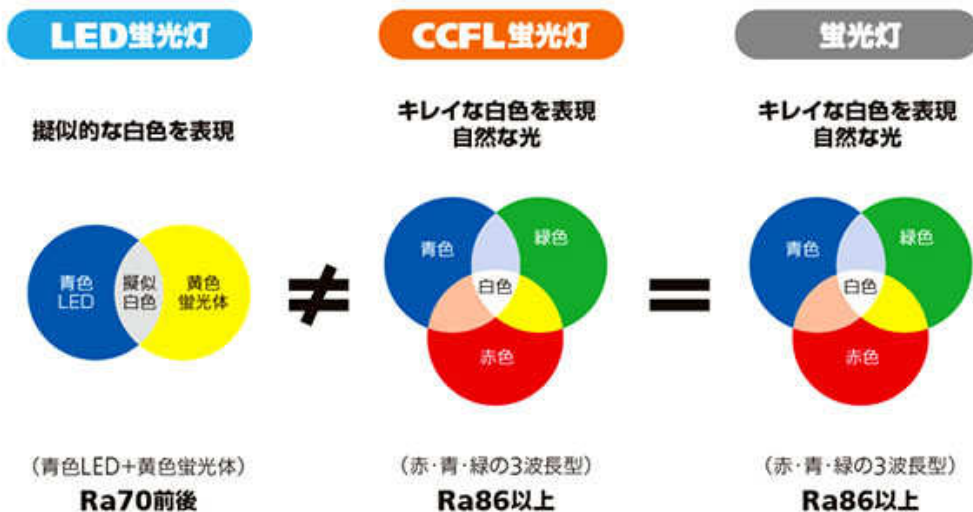 LED蛍光灯
擬似的な白色を表現
青色
LED
擬似
白色
黄色
蛍光体
(青色LED+黄色蛍光体)
Ra70前後
≠
CCFL蛍光灯
キレイな白色を表現
自然な光
青色
緑色
白色
赤色
(赤・青・緑の3波長型)
Ra86以上
=
蛍光灯
キレイな白色を表現
自然な光
青色
緑色
白色
赤色
(赤・青・緑の3波長型)
Ra86以上